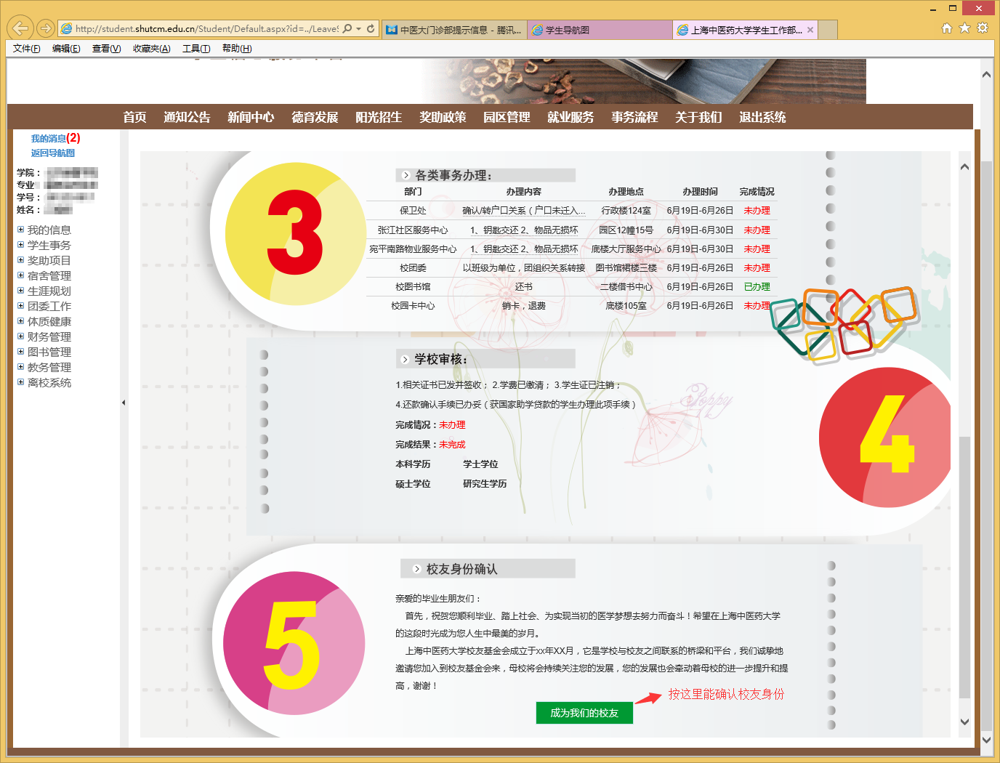 http://student.shutcm.edu.cn/Student/Default.aspx?id=../Leave
中医大门诊部提示信息 - 腾讯...
学生导航图
上海中医药大学学生工作部...
文件(F) 编辑(E) 查看(V) 收藏夹(A) 工具(T) 帮助(H)
首页 通知公告 新闻中心 德育发展 阳光招生 奖助政策 园区管理 就业服务 事务流程 关于我们 退出系统
我的消息(2)
返回导航图
学院：
专业
学号：
姓名：
我的信息
学生事务
奖助项目
宿舍管理
生涯规划
团委工作
体质健康
财务管理
图书管理
教务管理
离校系统
3
各类事务办理：
部门 办理内容 办理地点 办理时间 完成情况
保卫处 确认/转户口关系（户口未迁入... 行政楼124室 6月19日-6月26日 未办理
张江社区服务中心 1、钥匙交还 2、物品无损坏 园区12幢15号 6月19日-6月30日 未办理
宛平南路物业服务中心 1、钥匙交还 2、物品无损坏 底楼大厅服务中心 6月19日-6月30日 未办理
校团委 以班级为单位，团组织关系转接 图书馆裙楼三楼 6月19日-6月26日 未办理
校图书馆 还书 二楼借书中心 6月19日-6月26日 已办理
校园卡中心 销卡，退费 底楼105室 6月19日-6月26日 未办理
学校审核：
1.相关证书已发并签收； 2.学费已缴清； 3.学生证已注销；
4.还款确认手续已办妥（获国家助学贷款的学生办理此项手续）
完成情况：未办理
完成结果：未完成
本科学历 学士学位
硕士学位 研究生学历
Poppy
4
5
校友身份确认
亲爱的毕业生朋友们：
首先，祝贺您顺利毕业、踏上社会、为实现当初的医学梦想去努力而奋斗！希望在上海中医药大学
的这段时光成为您人生中最美的岁月。
上海中医药大学校友基金会成立于xx年XX月，它是学校与校友之间联系的桥梁和平台，我们诚挚地
邀请您加入到校友基金会来，母校将会持续关注您的发展，您的发展也会牵动着母校的进一步提升和提
高，谢谢！
成为我们的校友
按这里能确认校友身份